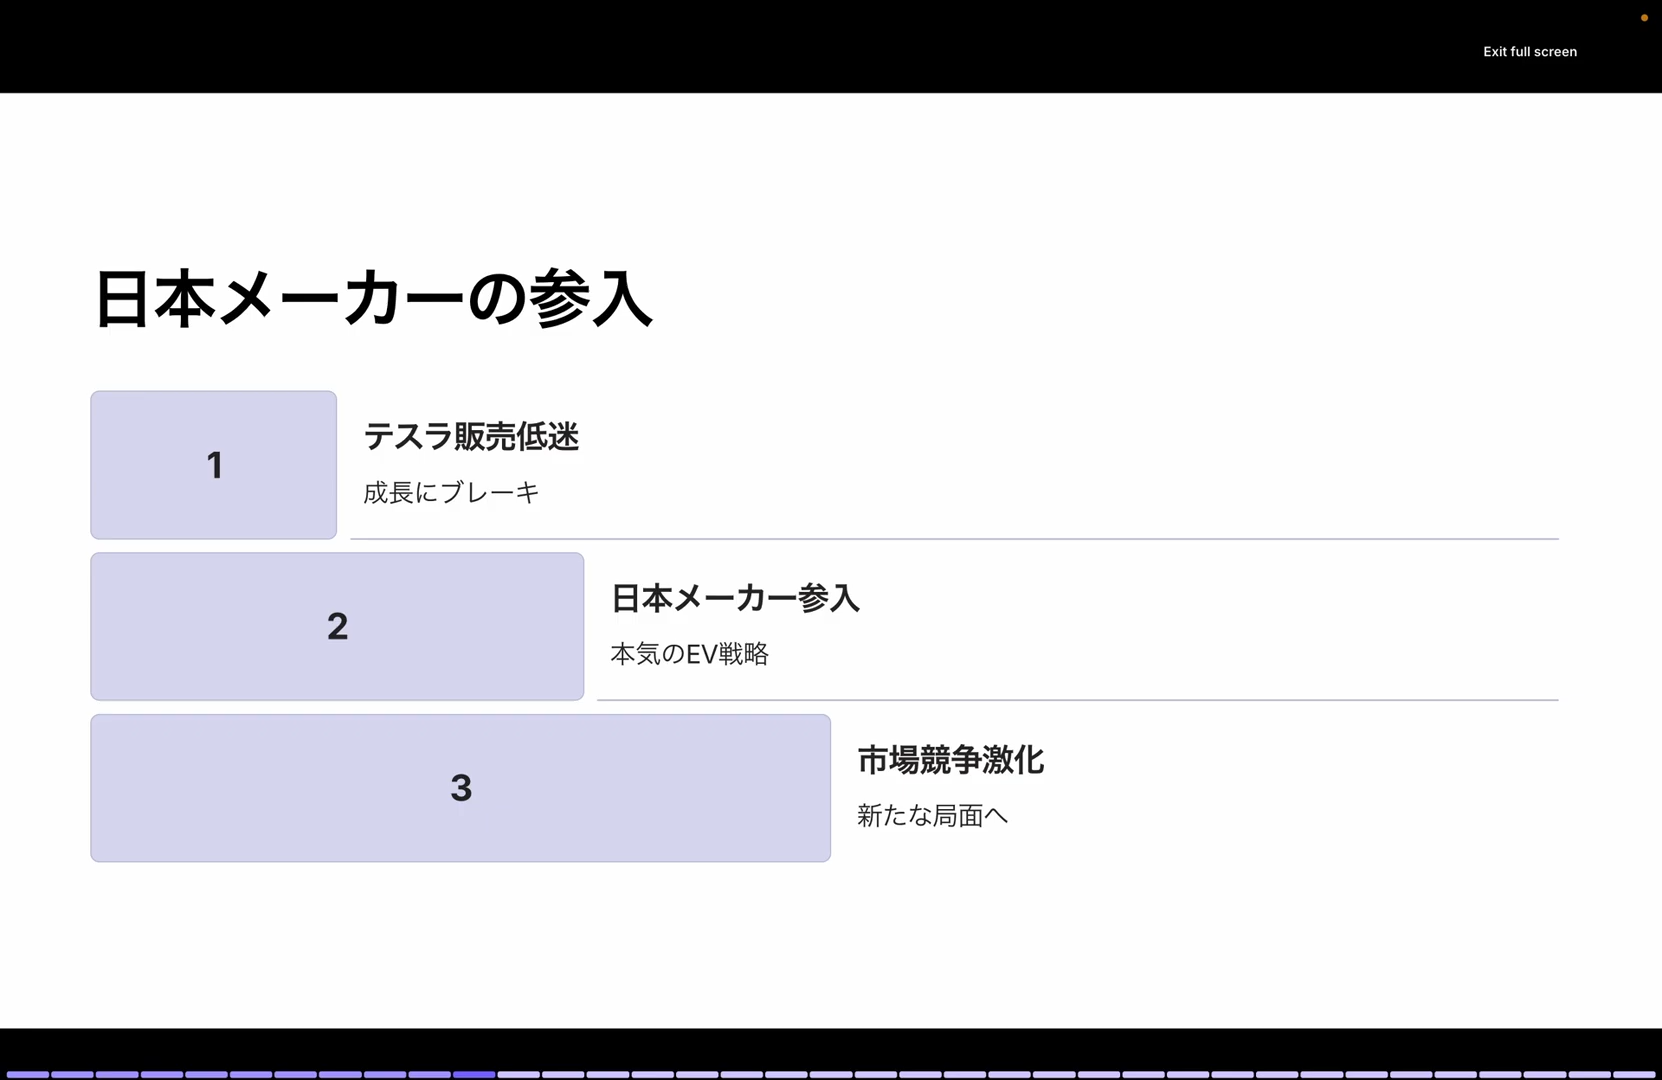 Exit full screen
日本メーカーの参入
1
テスラ販売低迷
成長にブレーキ
2
日本メーカー参入
本気のEV戦略
3
市場競争激化
新たな局面へ